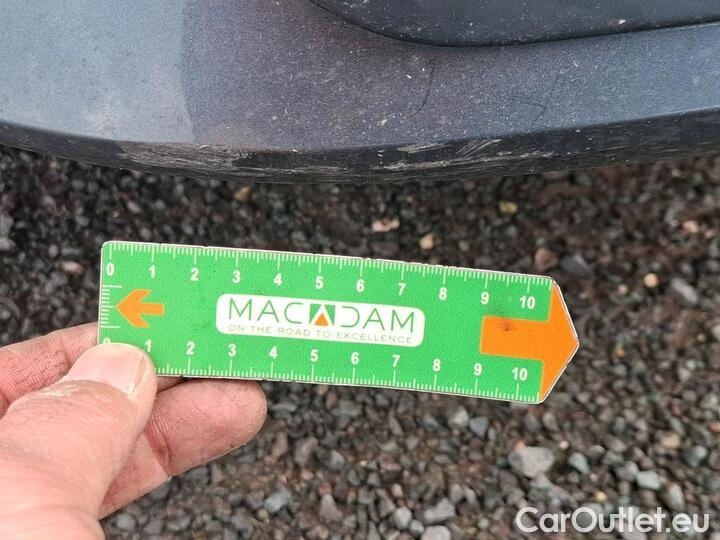 0 1 2 3 4 5 6 7 8 9 10
MACADAM
ON THE ROAD TO EXCELLENCE
0 1 2 3 4 5 6 7 8 9 10
CarOutlet.eu